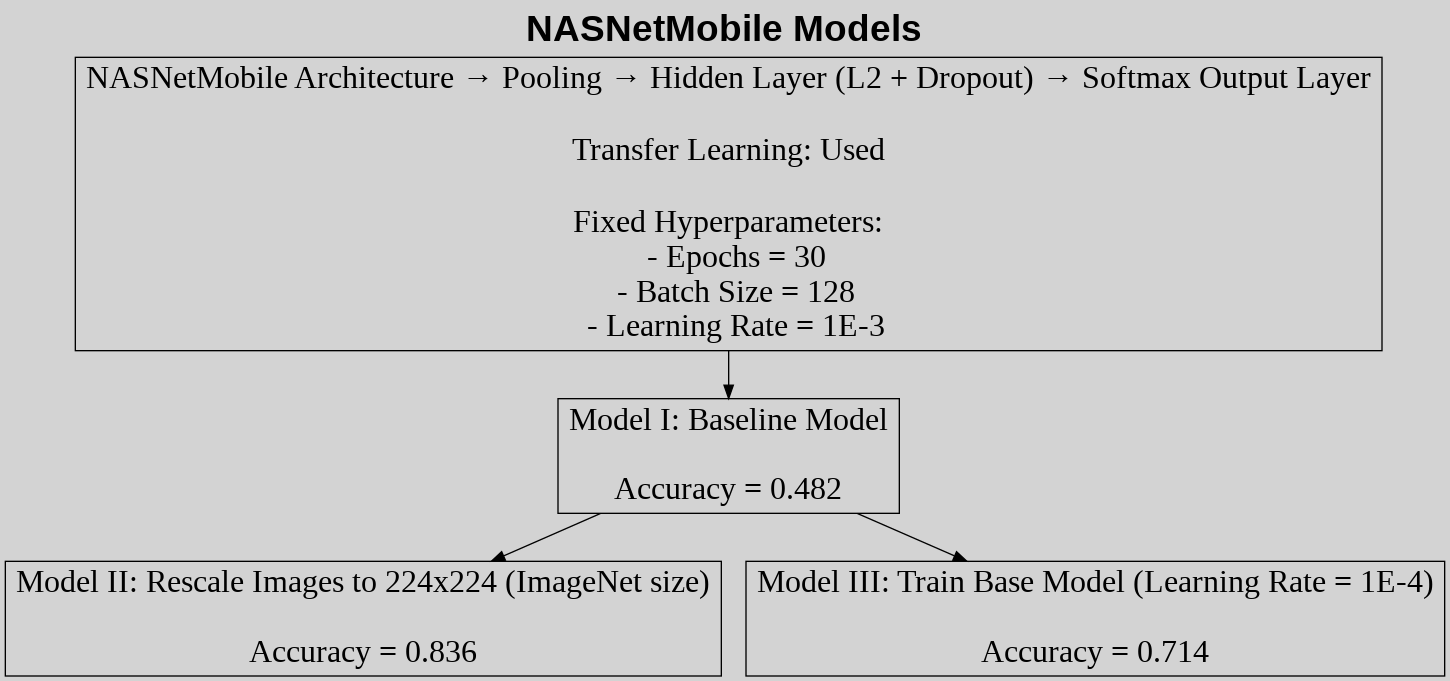 NASNetMobile Models
NASNetMobile Architecture → Pooling → Hidden Layer (L2 + Dropout) → Softmax Output Layer
Transfer Learning: Used
Fixed Hyperparameters:
- Epochs = 30
- Batch Size = 128
- Learning Rate = 1E-3
Model I: Baseline Model
Accuracy = 0.482
Model II: Rescale Images to 224x224 (ImageNet size)
Accuracy = 0.836
Model III: Train Base Model (Learning Rate = 1E-4)
Accuracy = 0.714